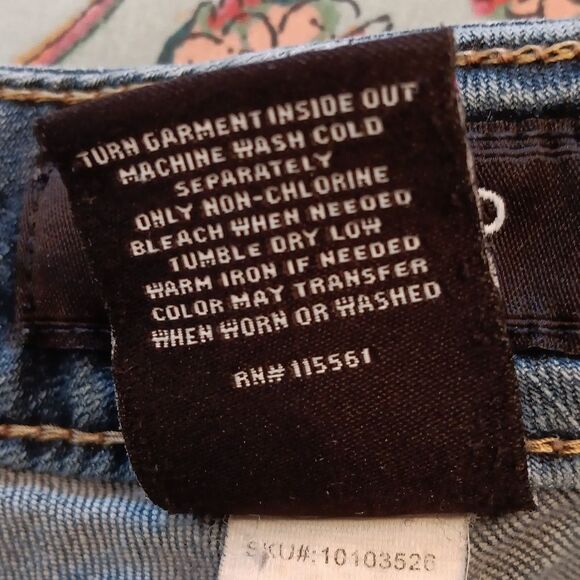 TURN GARMENT INSIDE OUT
MACHINE WASH COLD
SEPARATELY
ONLY NON-CHLORINE
BLEACH WHEN NEEDED
TUMBLE DRY LOW
WARM IRON IF NEEDED
COLOR MAY TRANSFER
WHEN WORN OR WASHED
RN# 115561
SKU#:10103526